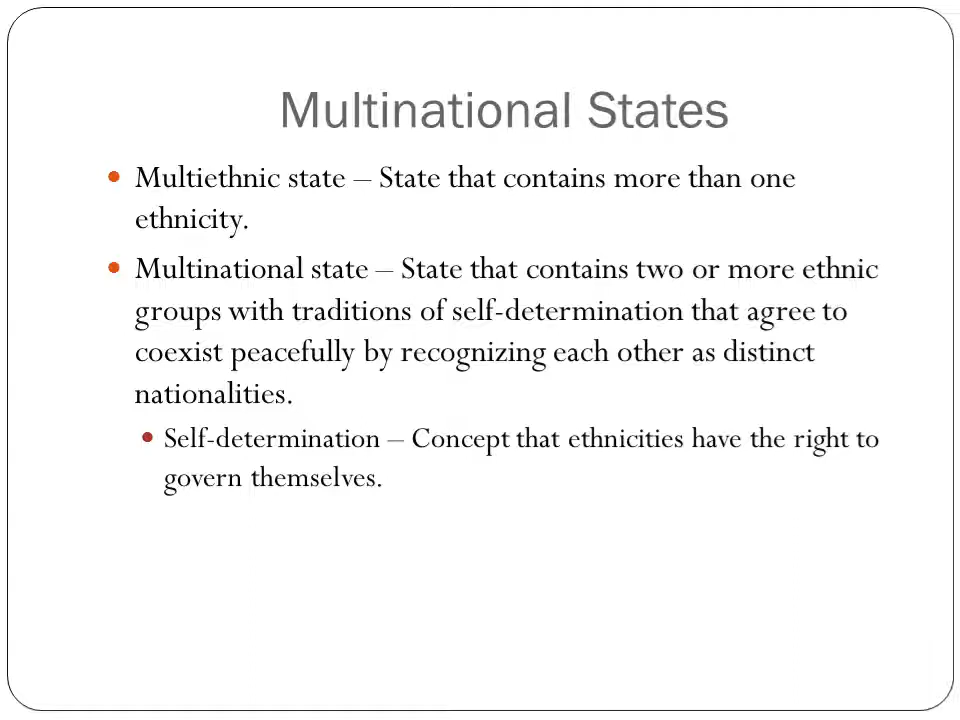 Multinational States
• Multiethnic state – State that contains more than one
ethnicity.
• Multinational state – State that contains two or more ethnic
groups with traditions of self-determination that agree to
coexist peacefully by recognizing each other as distinct
nationalities.
• Self-determination – Concept that ethnicities have the right to
govern themselves.